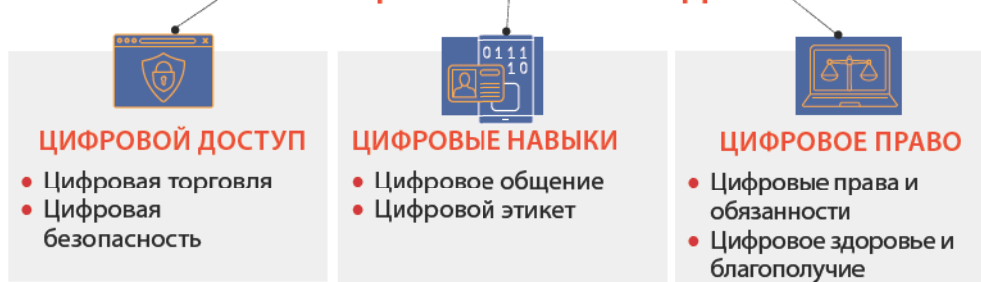 0111
10
ЦИФРОВОЙ ДОСТУП
• Цифровая торговля
• Цифровая
безопасность
ЦИФРОВЫЕ НАВЫКИ
• Цифровое общение
• Цифровой этикет
ЦИФРОВОЕ ПРАВО
• Цифровые права и
обязанности
• Цифровое здоровье и
благополучие